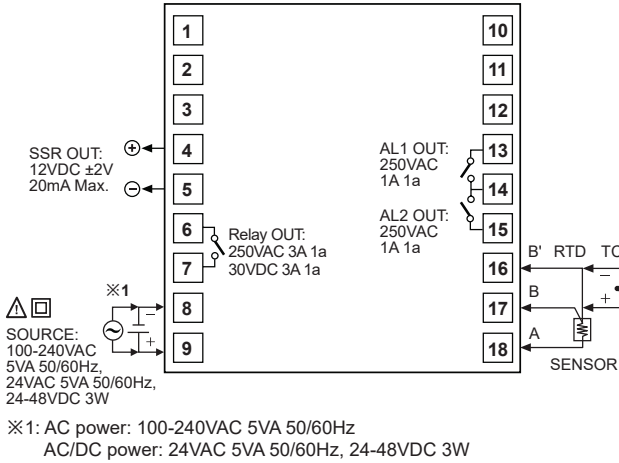 1
2
3
4
5
6
7
8
9
10
11
12
13
14
15
16
17
18
SSR OUT:
12VDC ±2V
20mA Max.
⊕
⊖
Relay OUT:
250VAC 3A 1a
30VDC 3A 1a
※1
SOURCE:
100-240VAC
5VA 50/60Hz,
24VAC 5VA 50/60Hz,
24-48VDC 3W
−
+
AL1 OUT:
250VAC
1A 1a
AL2 OUT:
250VAC
1A 1a
B' RTD TC
B
A
−
+
SENSOR
※1: AC power: 100-240VAC 5VA 50/60Hz
AC/DC power: 24VAC 5VA 50/60Hz, 24-48VDC 3W